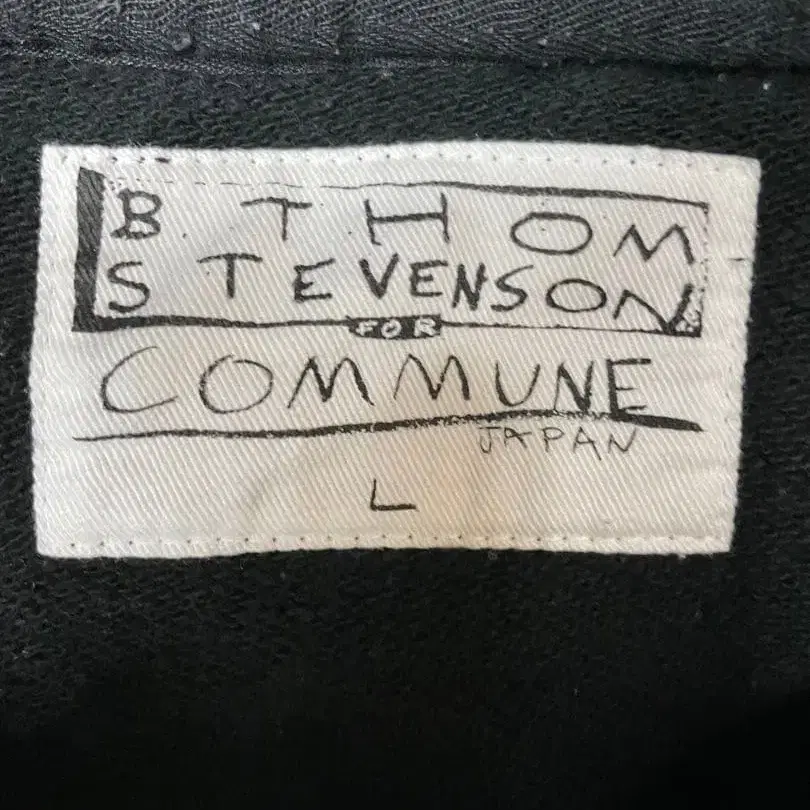 B THOM
STEVENSON
FOR
COMMUNE
JAPAN
L